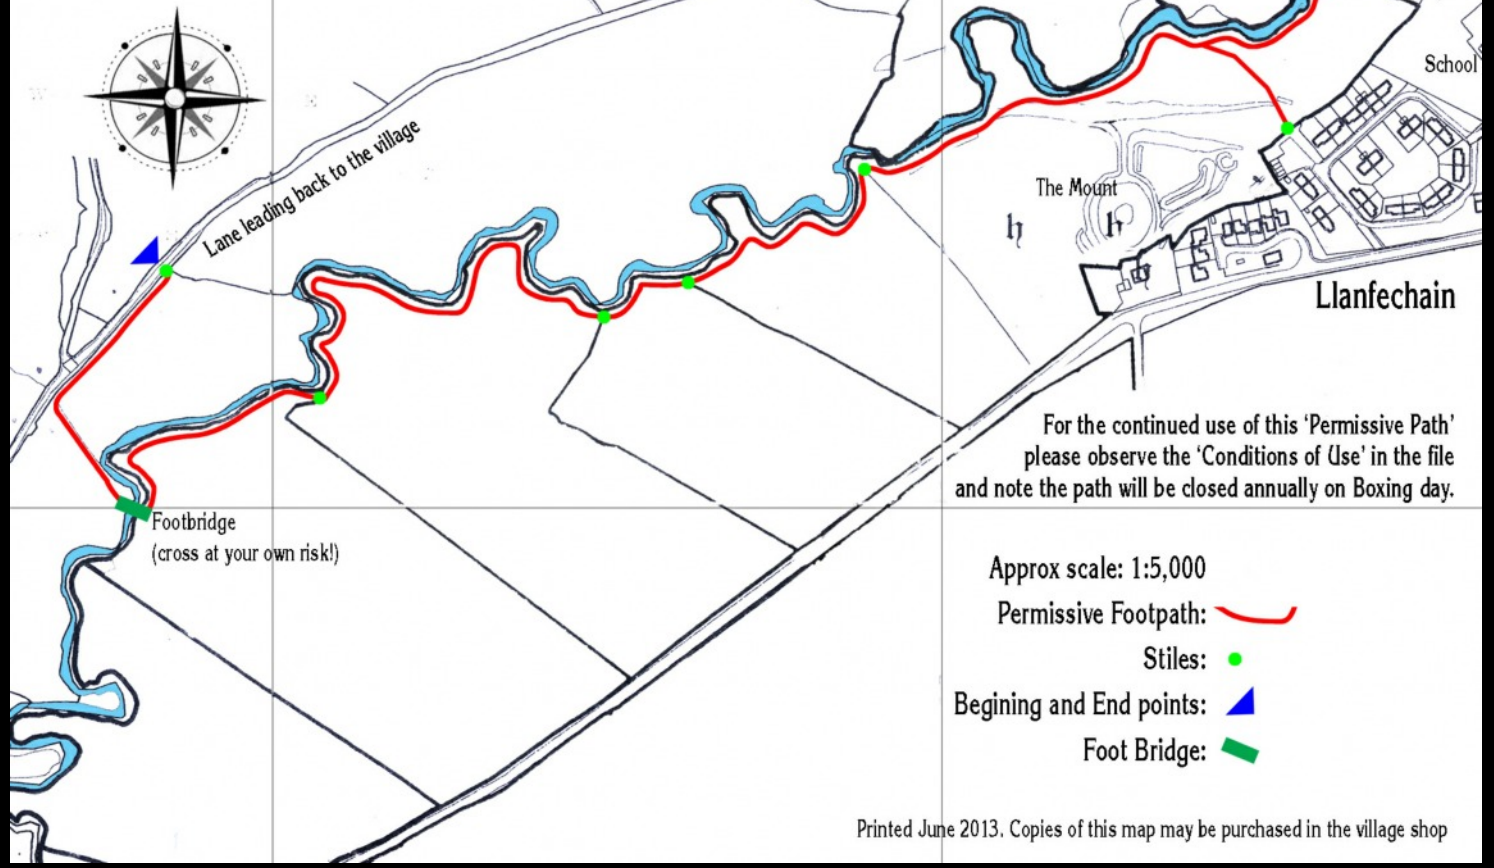 School
Lane leading back to the village
The Mount
Llanfechain
For the continued use of this ‘Permissive Path’
please observe the ‘Conditions of Use’ in the file
and note the path will be closed annually on Boxing day.
Footbridge
(cross at your own risk!)
Approx scale: 1:5,000
Permissive Footpath:
Stiles:
Begining and End points:
Foot Bridge:
Printed June 2013. Copies of this map may be purchased in the village shop